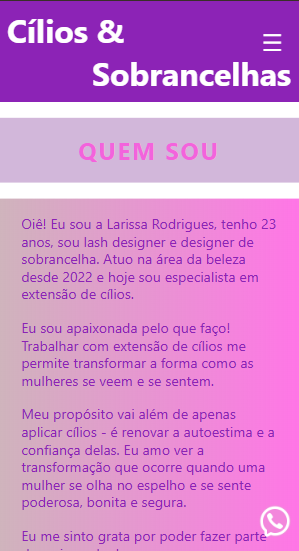 Cílios &
Sobrancelhas
QUEM SOU
Oiê! Eu sou a Larissa Rodrigues, tenho 23
anos, sou lash designer e designer de
sobrancelha. Atuo na área da beleza
desde 2022 e hoje sou especialista em
extensão de cílios.
Eu sou apaixonada pelo que faço!
Trabalhar com extensão de cílios me
permite transformar a forma como as
mulheres se veem e se sentem.
Meu propósito vai além de apenas
aplicar cílios - é renovar a autoestima e a
confiança delas. Eu amo ver a
transformação que ocorre quando uma
mulher se olha no espelho e se sente
poderosa, bonita e segura.
Eu me sinto grata por poder fazer parte